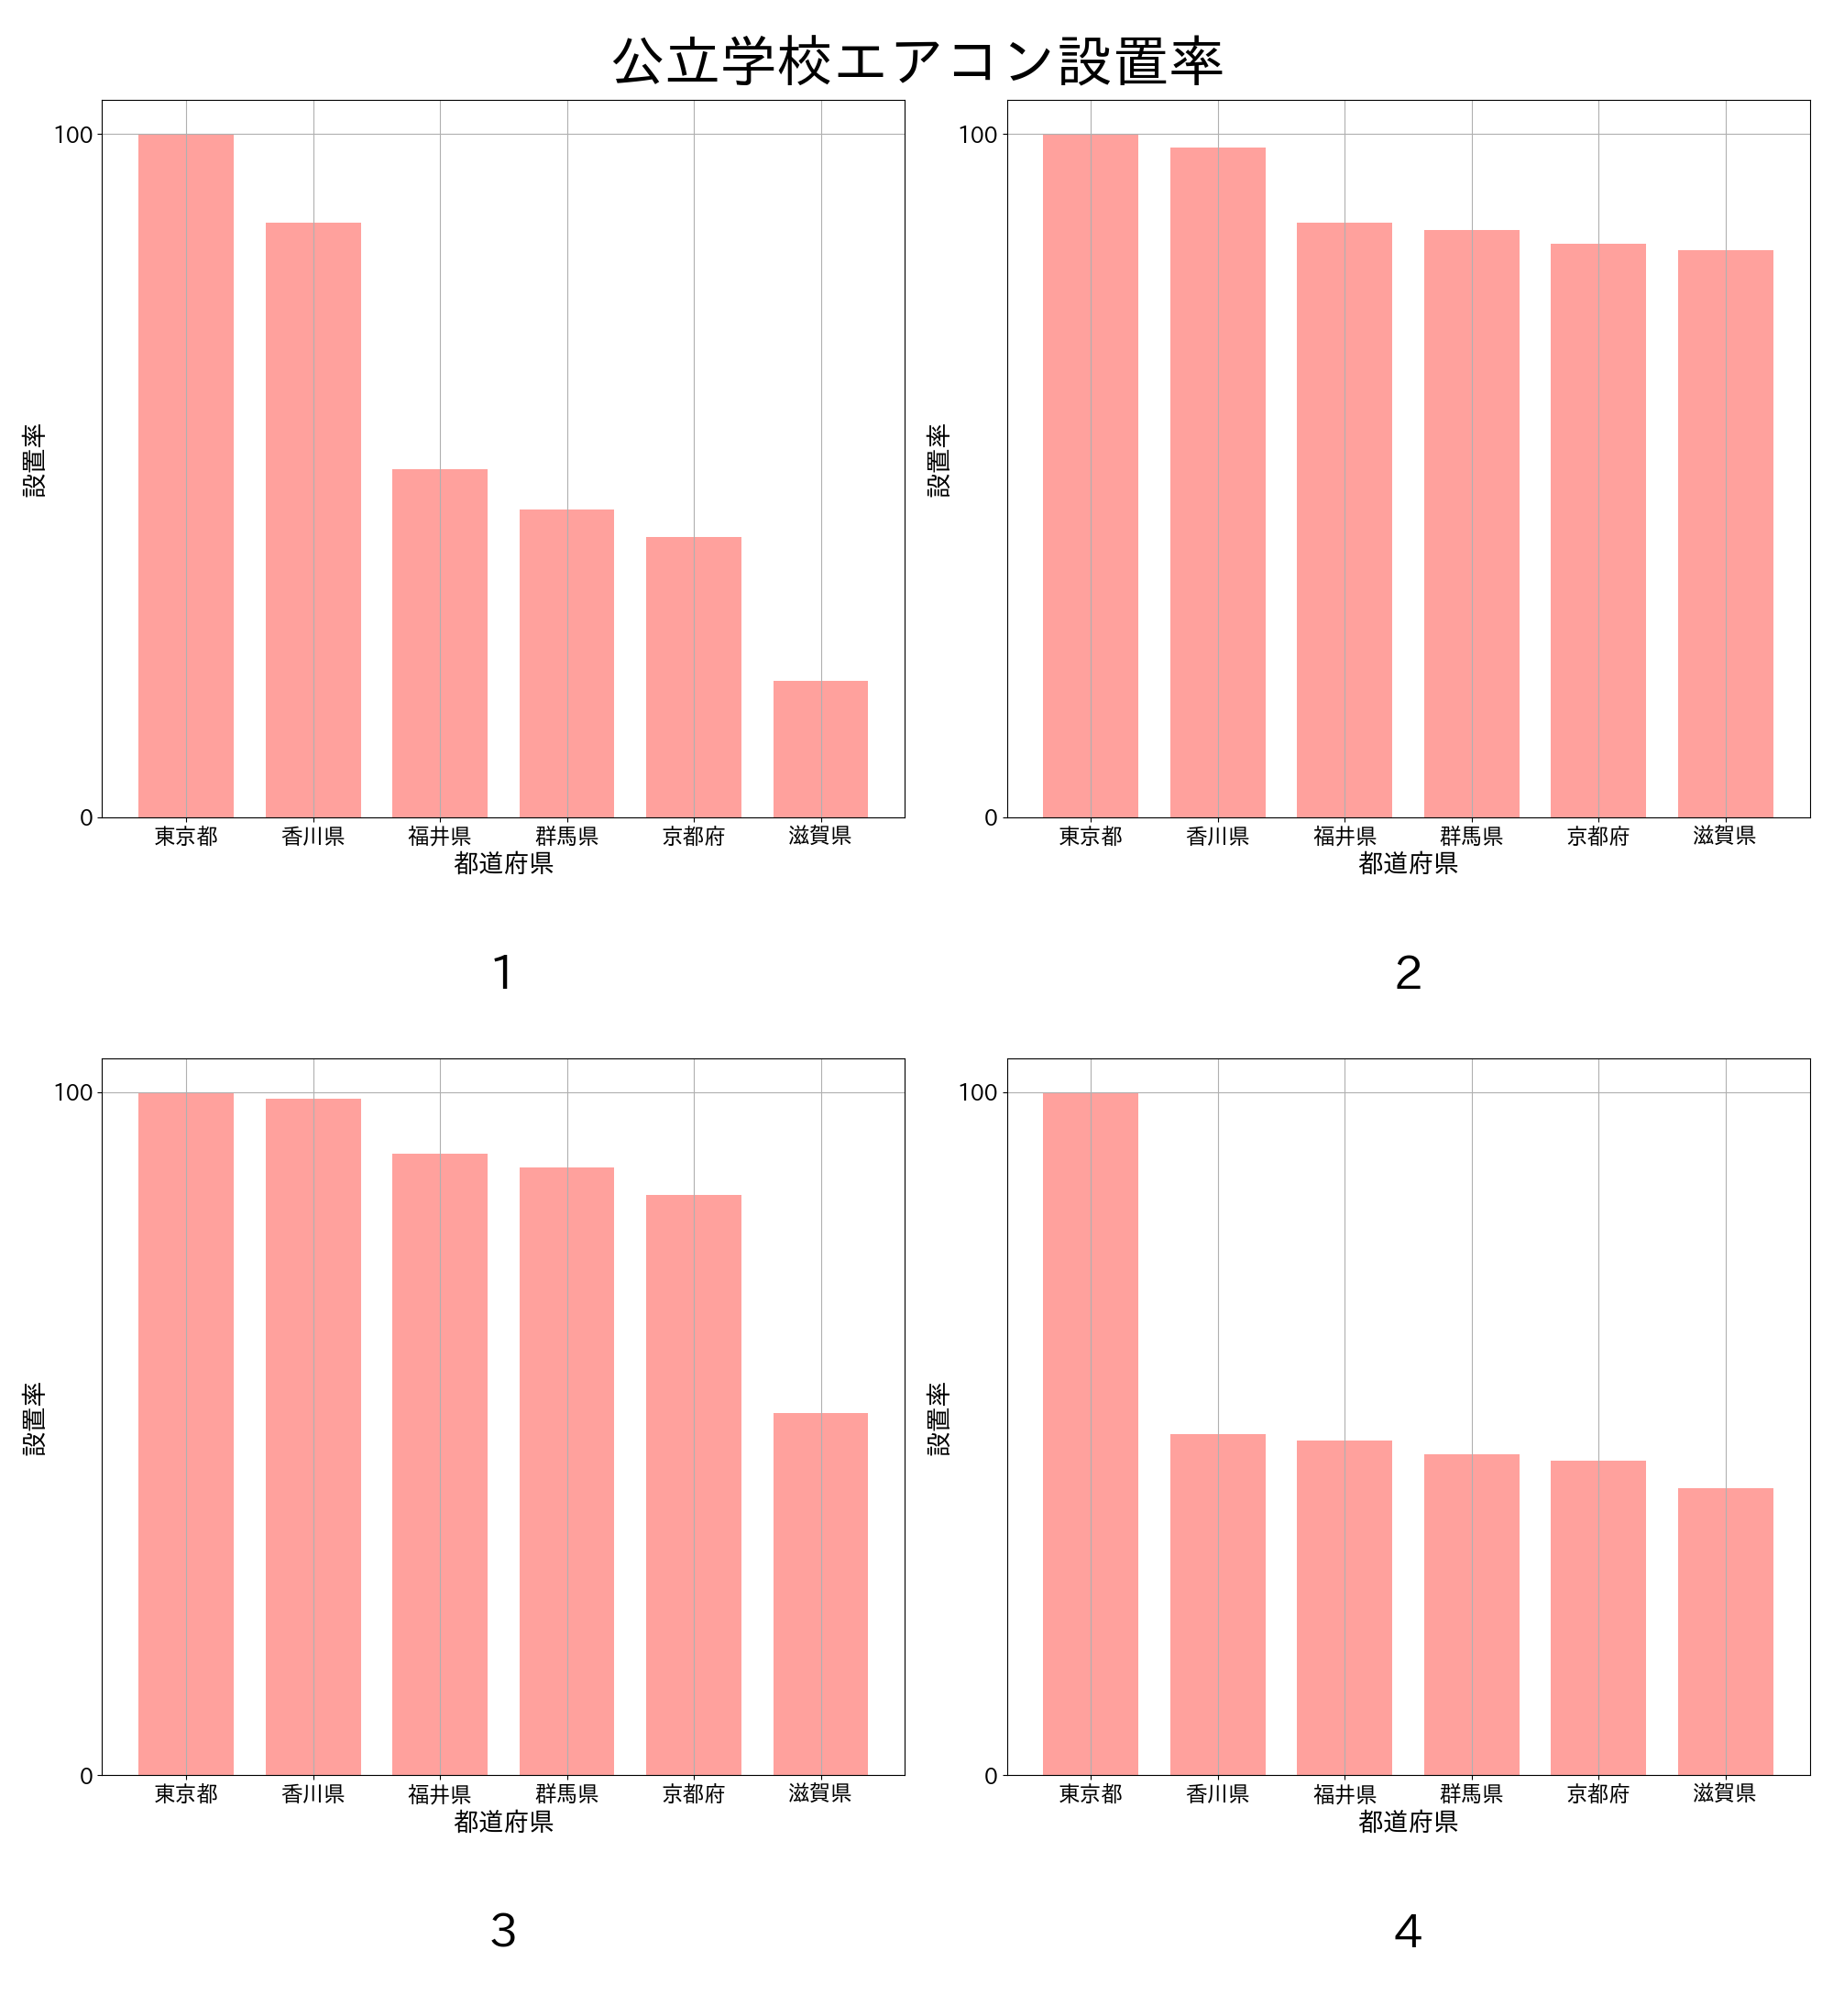 公立学校エアコン設置率
100
0
設置率
東京都 香川県 福井県 群馬県 京都府 滋賀県
都道府県
1
100
0
設置率
東京都 香川県 福井県 群馬県 京都府 滋賀県
都道府県
2
100
0
設置率
東京都 香川県 福井県 群馬県 京都府 滋賀県
都道府県
3
100
0
設置率
東京都 香川県 福井県 群馬県 京都府 滋賀県
都道府県
4